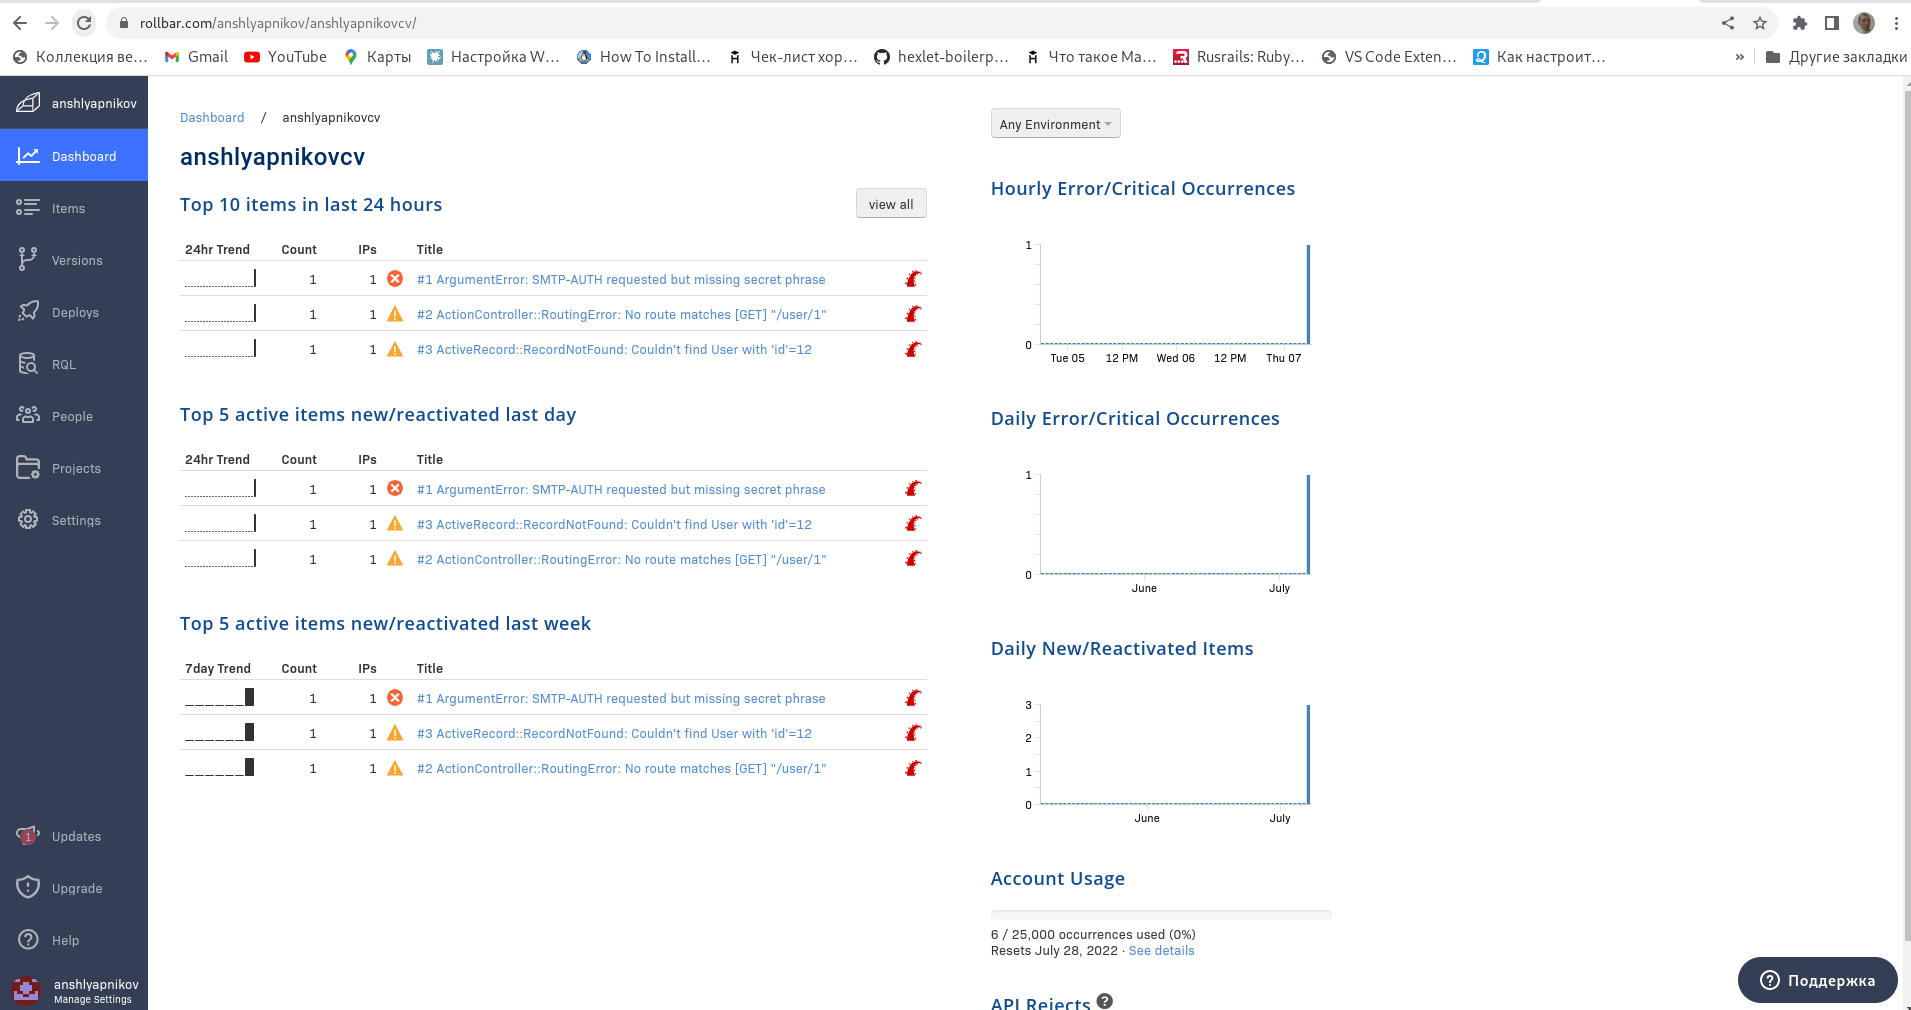 rollbar.com/anshlyapnikov/anshlyapnikovcv/
Коллекция ве... Gmail YouTube Карты Настройка W... How To Install... Чек-лист хор... hexlet-boilerp... Что такое Ma... Rusrails: Ruby... VS Code Exten... Как настроит... » Другие закладки
anshlyapnikov
Dashboard
Items
Versions
Deploys
RQL
People
Projects
Settings
1 Updates
Upgrade
Help
anshlyapnikov
Manage Settings
Dashboard / anshlyapnikovcv
anshlyapnikovcv
Top 10 items in last 24 hours view all
24hr Trend Count IPs Title
1 1 #1 ArgumentError: SMTP-AUTH requested but missing secret phrase
1 1 #2 ActionController::RoutingError: No route matches [GET] "/user/1"
1 1 #3 ActiveRecord::RecordNotFound: Couldn't find User with 'id'=12
Top 5 active items new/reactivated last day
24hr Trend Count IPs Title
1 1 #1 ArgumentError: SMTP-AUTH requested but missing secret phrase
1 1 #3 ActiveRecord::RecordNotFound: Couldn't find User with 'id'=12
1 1 #2 ActionController::RoutingError: No route matches [GET] "/user/1"
Top 5 active items new/reactivated last week
7day Trend Count IPs Title
1 1 #1 ArgumentError: SMTP-AUTH requested but missing secret phrase
1 1 #3 ActiveRecord::RecordNotFound: Couldn't find User with 'id'=12
1 1 #2 ActionController::RoutingError: No route matches [GET] "/user/1"
Any Environment
Hourly Error/Critical Occurrences
1
0
Tue 05 12 PM Wed 06 12 PM Thu 07
Daily Error/Critical Occurrences
1
0
June July
Daily New/Reactivated Items
3
2
1
0
June July
Account Usage
6 / 25,000 occurrences used (0%)
Resets July 28, 2022 · See details
API Rejects ?
? Поддержка